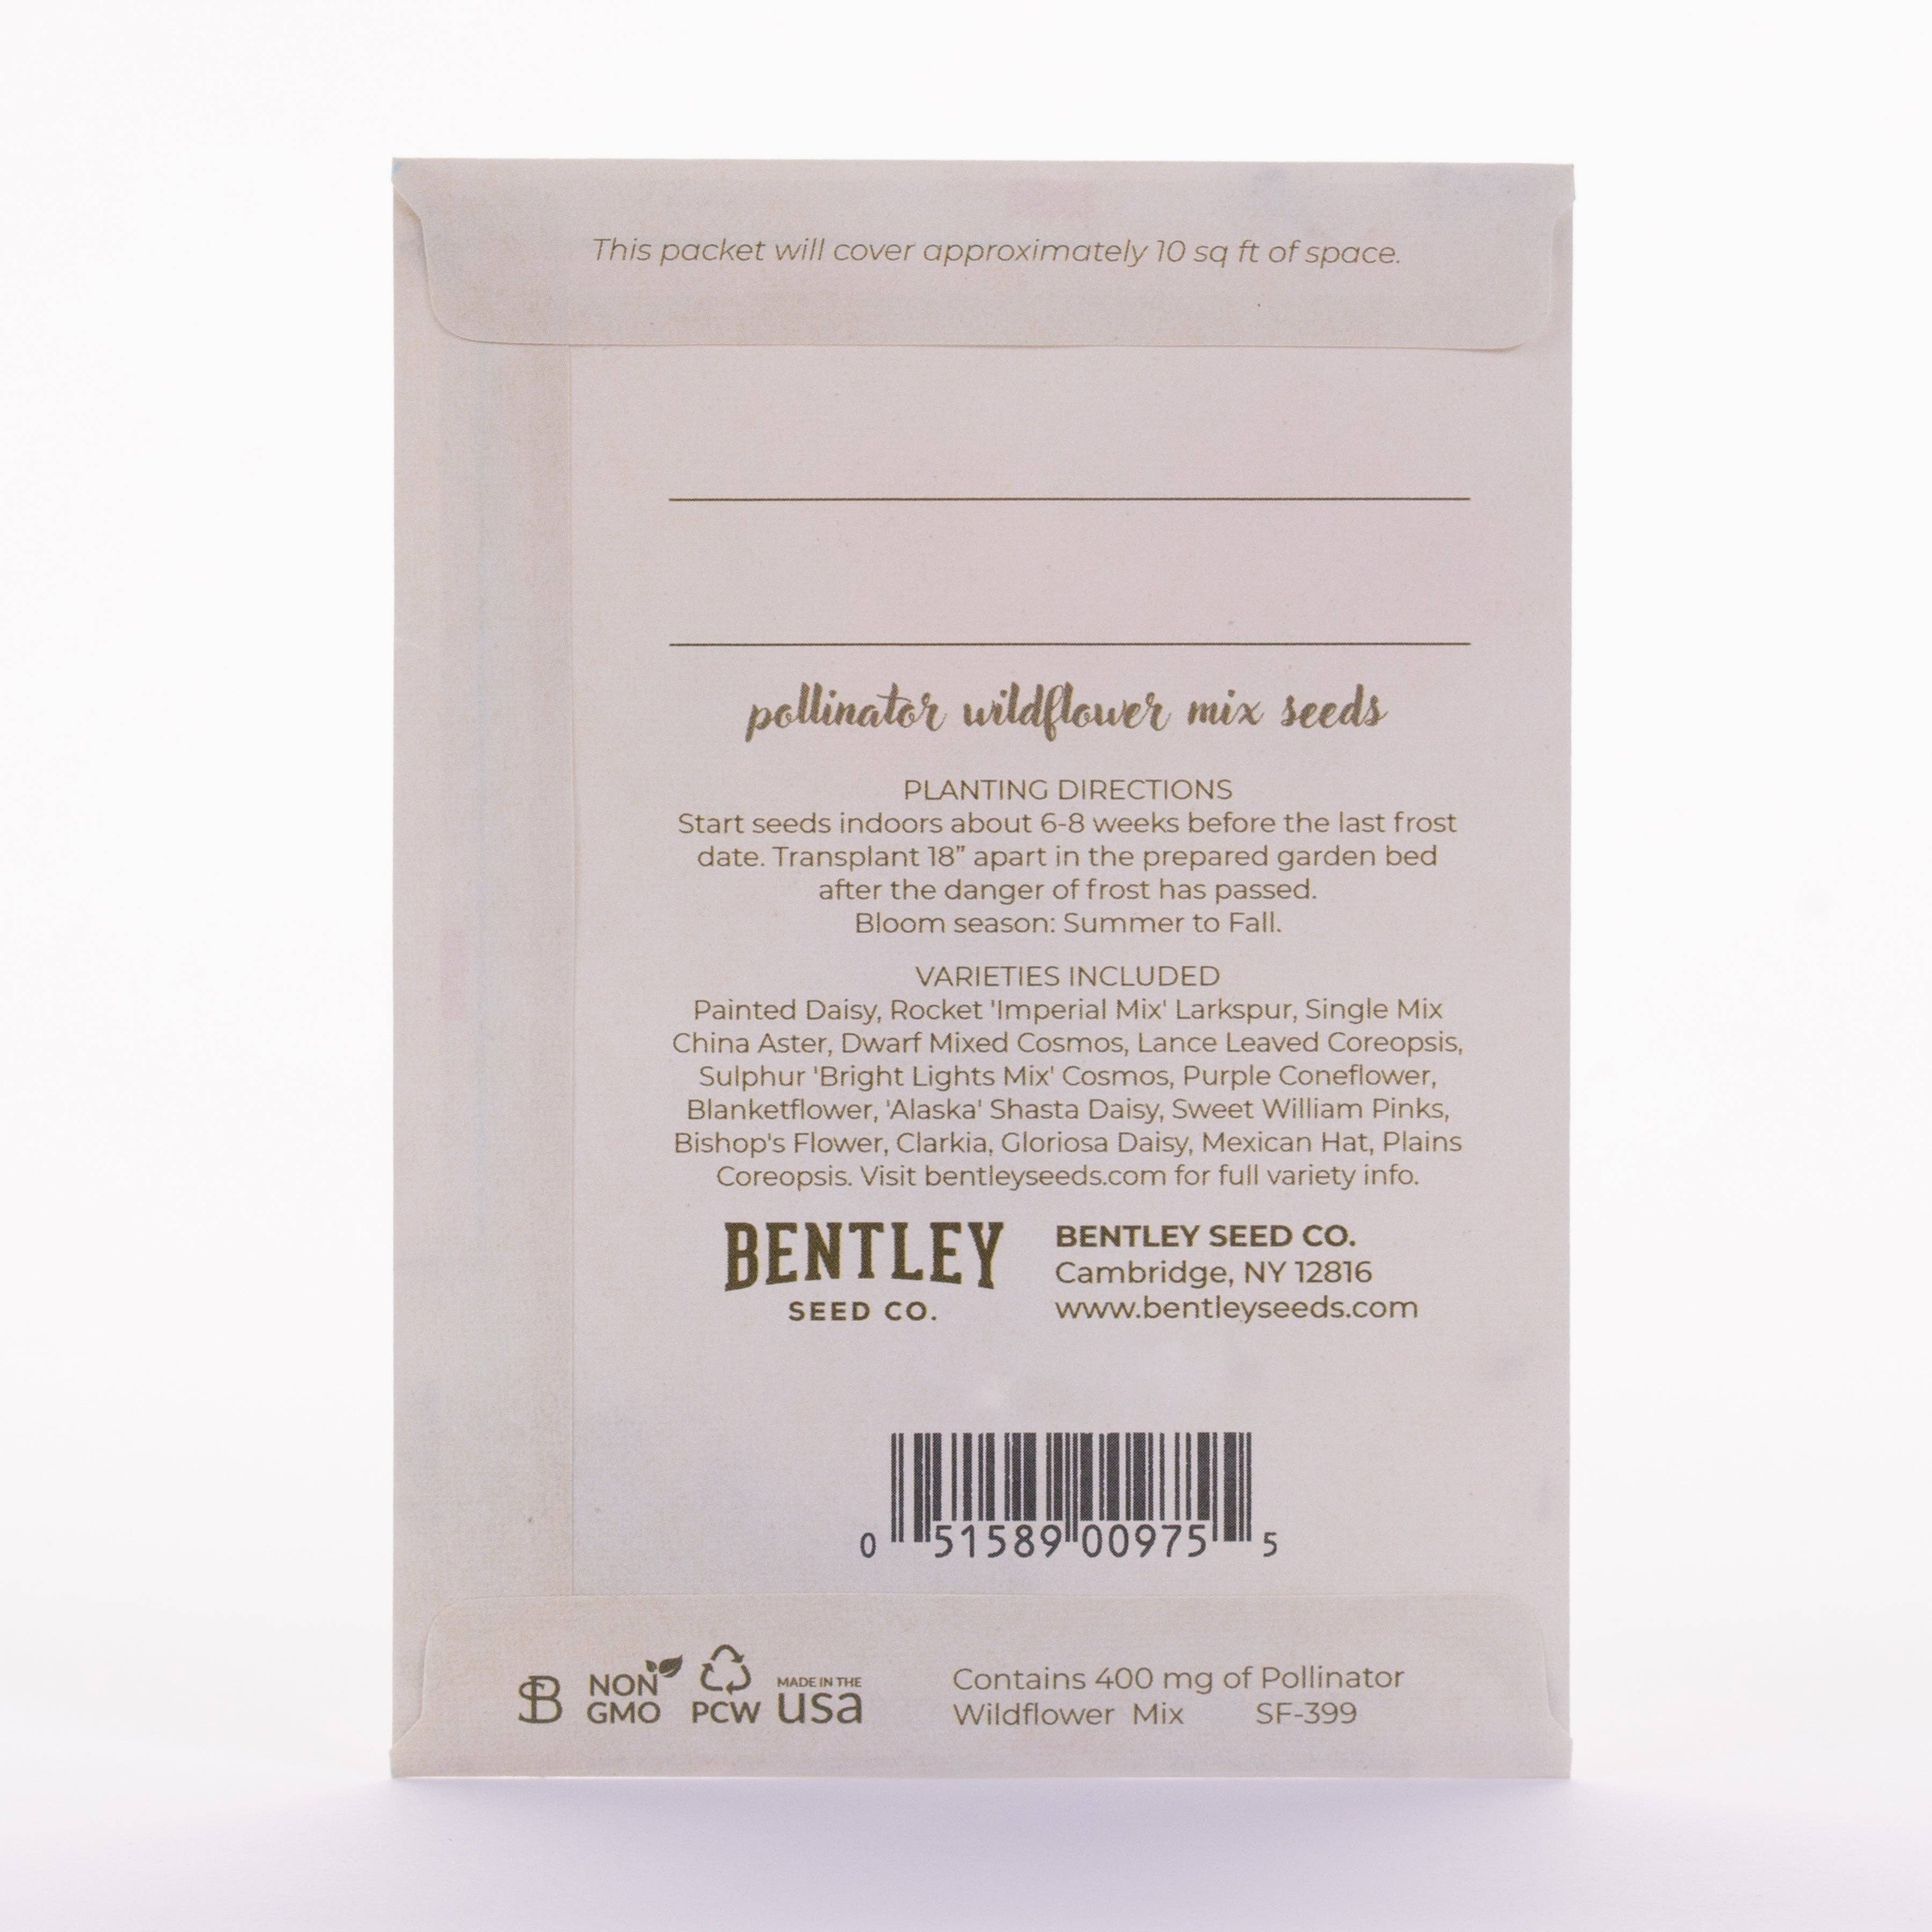 This packet will cover approximately 10 sq ft of space.
pollinator wildflower mix seeds
PLANTING DIRECTIONS
Start seeds indoors about 6-8 weeks before the last frost
date. Transplant 18” apart in the prepared garden bed
after the danger of frost has passed.
Bloom season: Summer to Fall.
VARIETIES INCLUDED
Painted Daisy, Rocket 'Imperial Mix' Larkspur, Single Mix
China Aster, Dwarf Mixed Cosmos, Lance Leaved Coreopsis,
Sulphur 'Bright Lights Mix' Cosmos, Purple Coneflower,
Blanketflower, 'Alaska' Shasta Daisy, Sweet William Pinks,
Bishop's Flower, Clarkia, Gloriosa Daisy, Mexican Hat, Plains
Coreopsis. Visit bentleyseeds.com for full variety info.
BENTLEY
SEED CO.
BENTLEY SEED CO.
Cambridge, NY 12816
www.bentleyseeds.com
0 51589 00975 5
SB
NON
GMO
PCW
MADE IN THE
usa
Contains 400 mg of Pollinator
Wildflower Mix SF-399